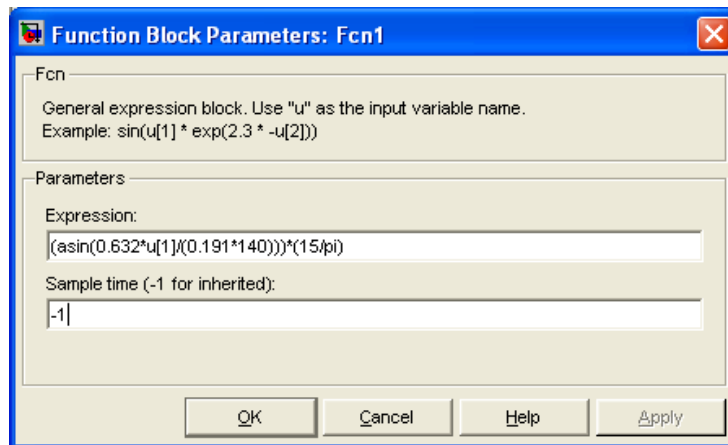 Function Block Parameters: Fcn1
Fcn
General expression block. Use "u" as the input variable name.
Example: sin(u[1] * exp(2.3 * -u[2]))
Parameters
Expression:
(asin(0.632*u[1]/(0.191*140)))*(15/pi)
Sample time (-1 for inherited):
-1
OK Cancel Help Apply